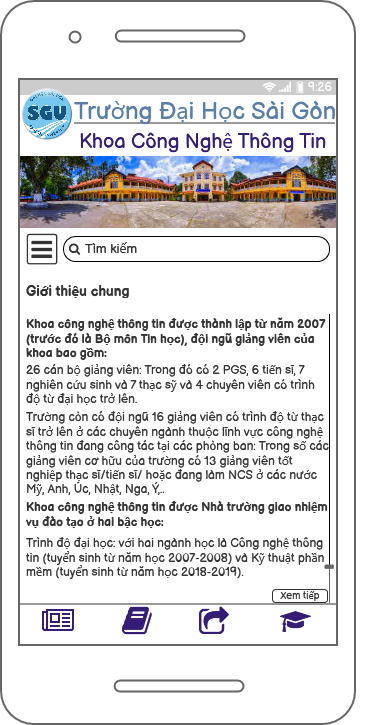 9:26
SGU
Trường Đại Học Sài Gòn
Khoa Công Nghệ Thông Tin
Tìm kiếm
Giới thiệu chung
Khoa công nghệ thông tin được thành lập từ năm 2007
(trước đó là Bộ môn Tin học), đội ngũ giảng viên của
khoa bao gồm:
26 cán bộ giảng viên: Trong đó có 2 PGS, 6 tiến sĩ, 7
nghiên cứu sinh và 7 thạc sỹ và 4 chuyên viên có trình
độ từ đại học trở lên.
Trường còn có đội ngũ 16 giảng viên có trình độ từ thạc
sĩ trở lên ở các chuyên ngành thuộc lĩnh vực công nghệ
thông tin đang công tác tại các phòng ban: Trong số các
giảng viên cơ hữu của trường có 13 giảng viên tốt
nghiệp thạc sĩ/tiến sĩ/ hoặc đang làm NCS ở các nước
Mỹ, Anh, Úc, Nhật, Nga, Ý,..
Khoa công nghệ thông tin được Nhà trường giao nhiệm
vụ đào tạo ở hai bậc học:
Trình độ đại học: với hai ngành học là Công nghệ thông
tin (tuyển sinh từ năm học 2007-2008) và Kỹ thuật phần
mềm (tuyển sinh từ năm học 2018-2019).
Xem tiếp